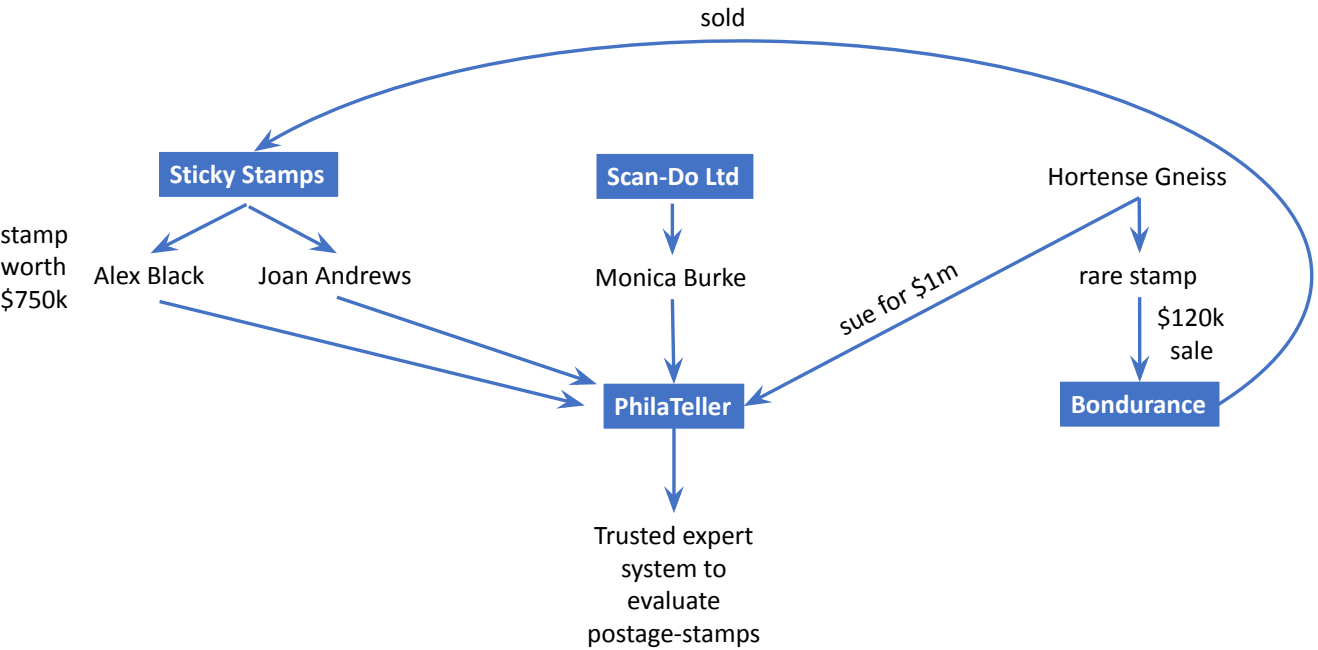 sold
Sticky Stamps
Scan-Do Ltd
Hortense Gneiss
stamp
worth
$750k
Alex Black
Joan Andrews
Monica Burke
rare stamp
sue for $1m
$120k
sale
PhilaTeller
Bondurance
Trusted expert
system to
evaluate
postage-stamps